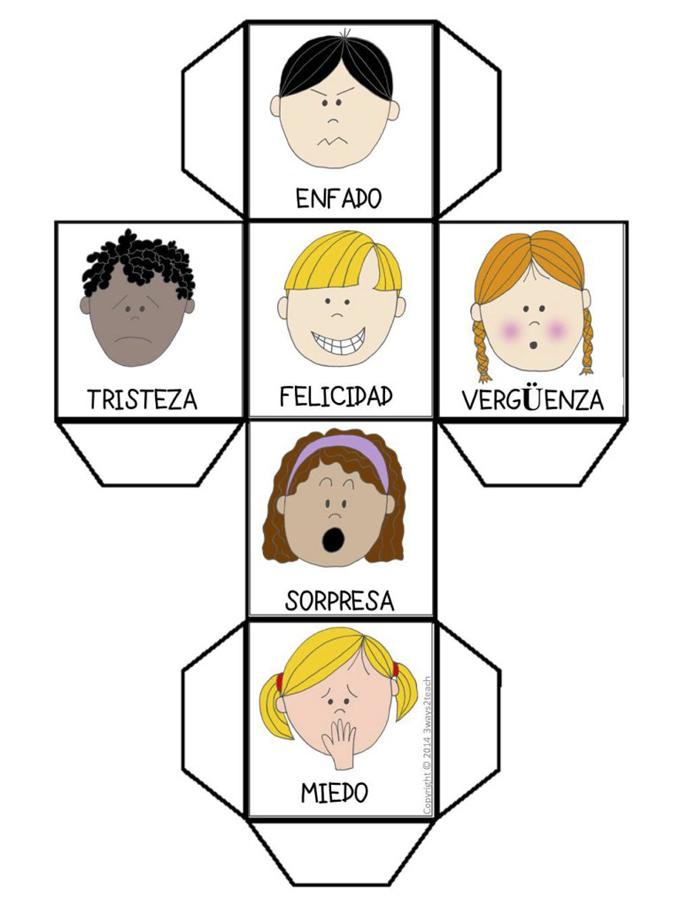 ENFADO
TRISTEZA
FELICIDAD
VERGÜENZA
SORPRESA
MIEDO
Copyright © 2014 3ways2teach